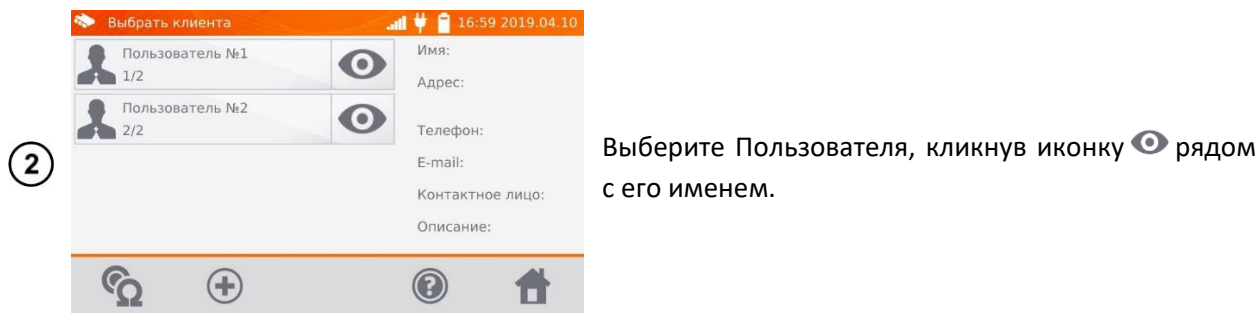 Выбрать клиента 16:59 2019.04.10
Пользователь №1
1/2
Пользователь №2
2/2
Имя:
Адрес:
Телефон:
E-mail:
Контактное лицо:
Описание:
2
Выберите Пользователя, кликнув иконку рядом
с его именем.